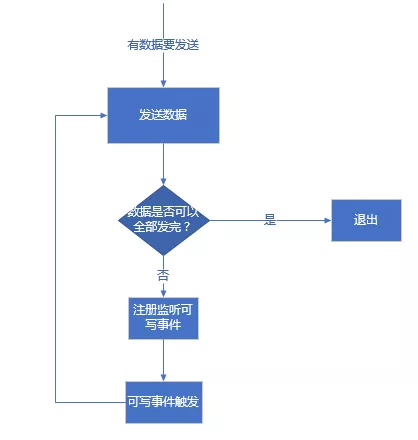 有数据要发送
发送数据
数据是否可以
全部发完？
是
退出
否
注册监听可
写事件
可写事件触发